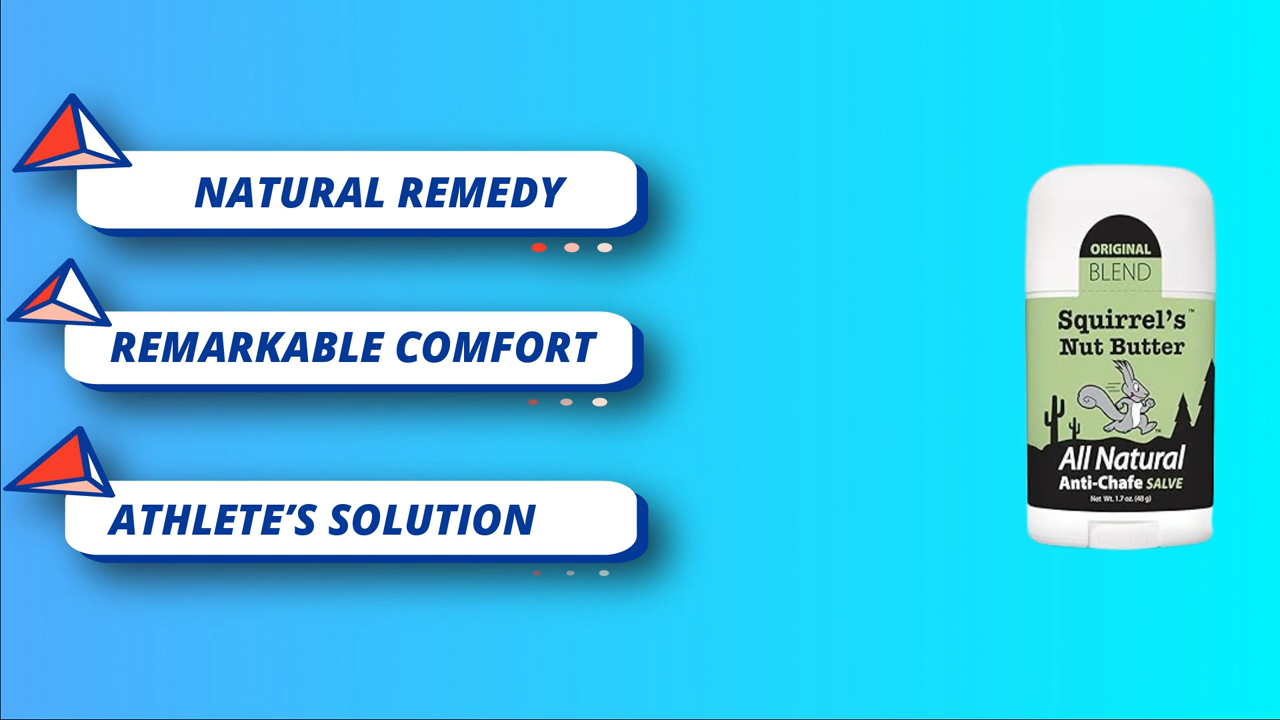 NATURAL REMEDY
REMARKABLE COMFORT
ATHLETE’S SOLUTION
ORIGINAL
BLEND
Squirrel's™
Nut Butter
TM
All Natural
Anti-Chafe SALVE
Net Wt. 1.7 oz. (48 g)